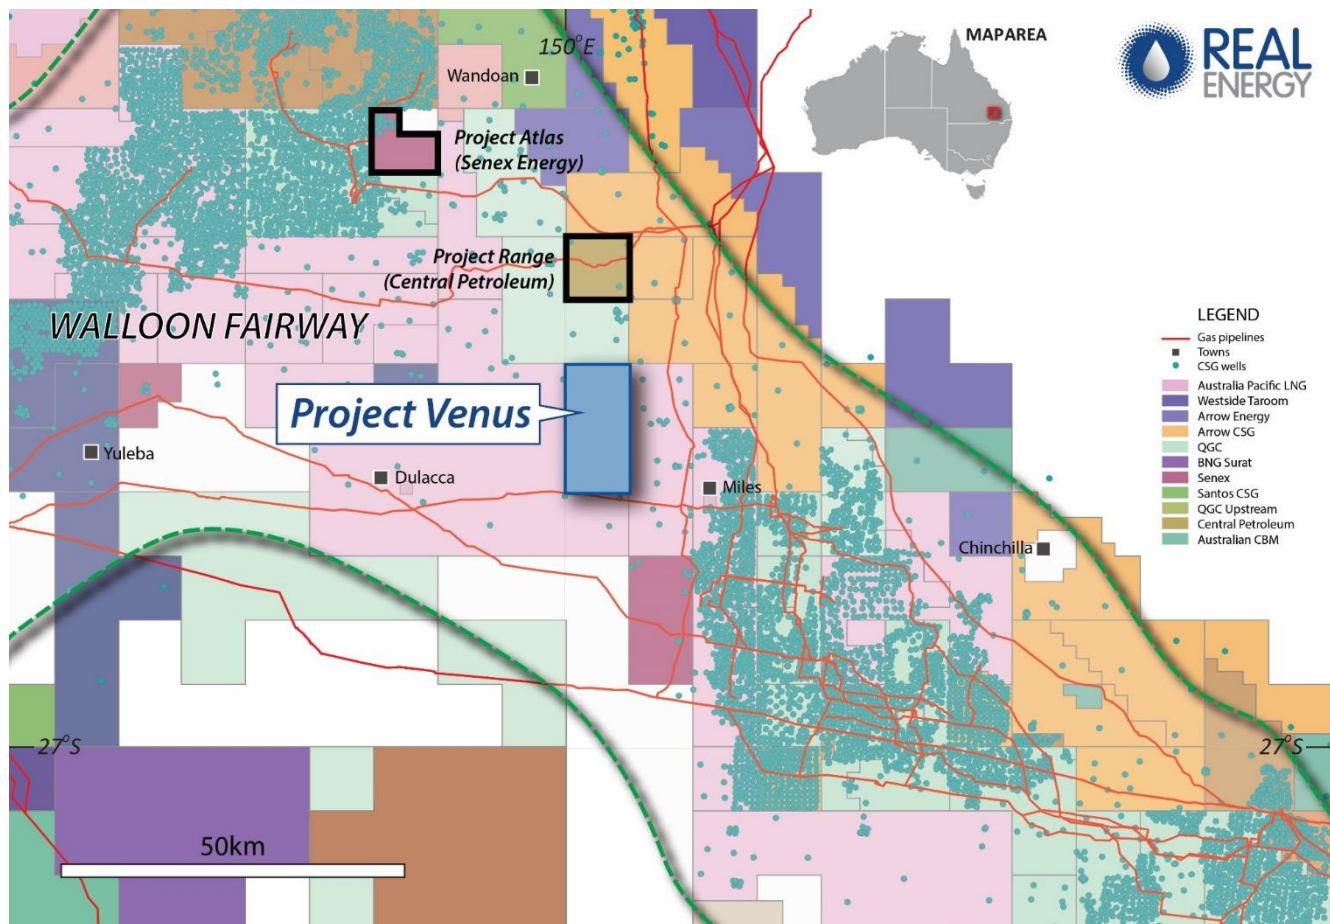 150°E
MAPAREA
REAL
ENERGY
Wandoan
Project Atlas
(Senex Energy)
Project Range
(Central Petroleum)
WALLOON FAIRWAY
Project Venus
Yuleba
Dulacca
Miles
Chinchilla
LEGEND
Gas pipelines
Towns
CSG wells
Australia Pacific LNG
Westside Taroom
Arrow Energy
Arrow CSG
QGC
BNG Surat
Senex
Santos CSG
QGC Upstream
Central Petroleum
Australian CBM
27°S
27°S
50km